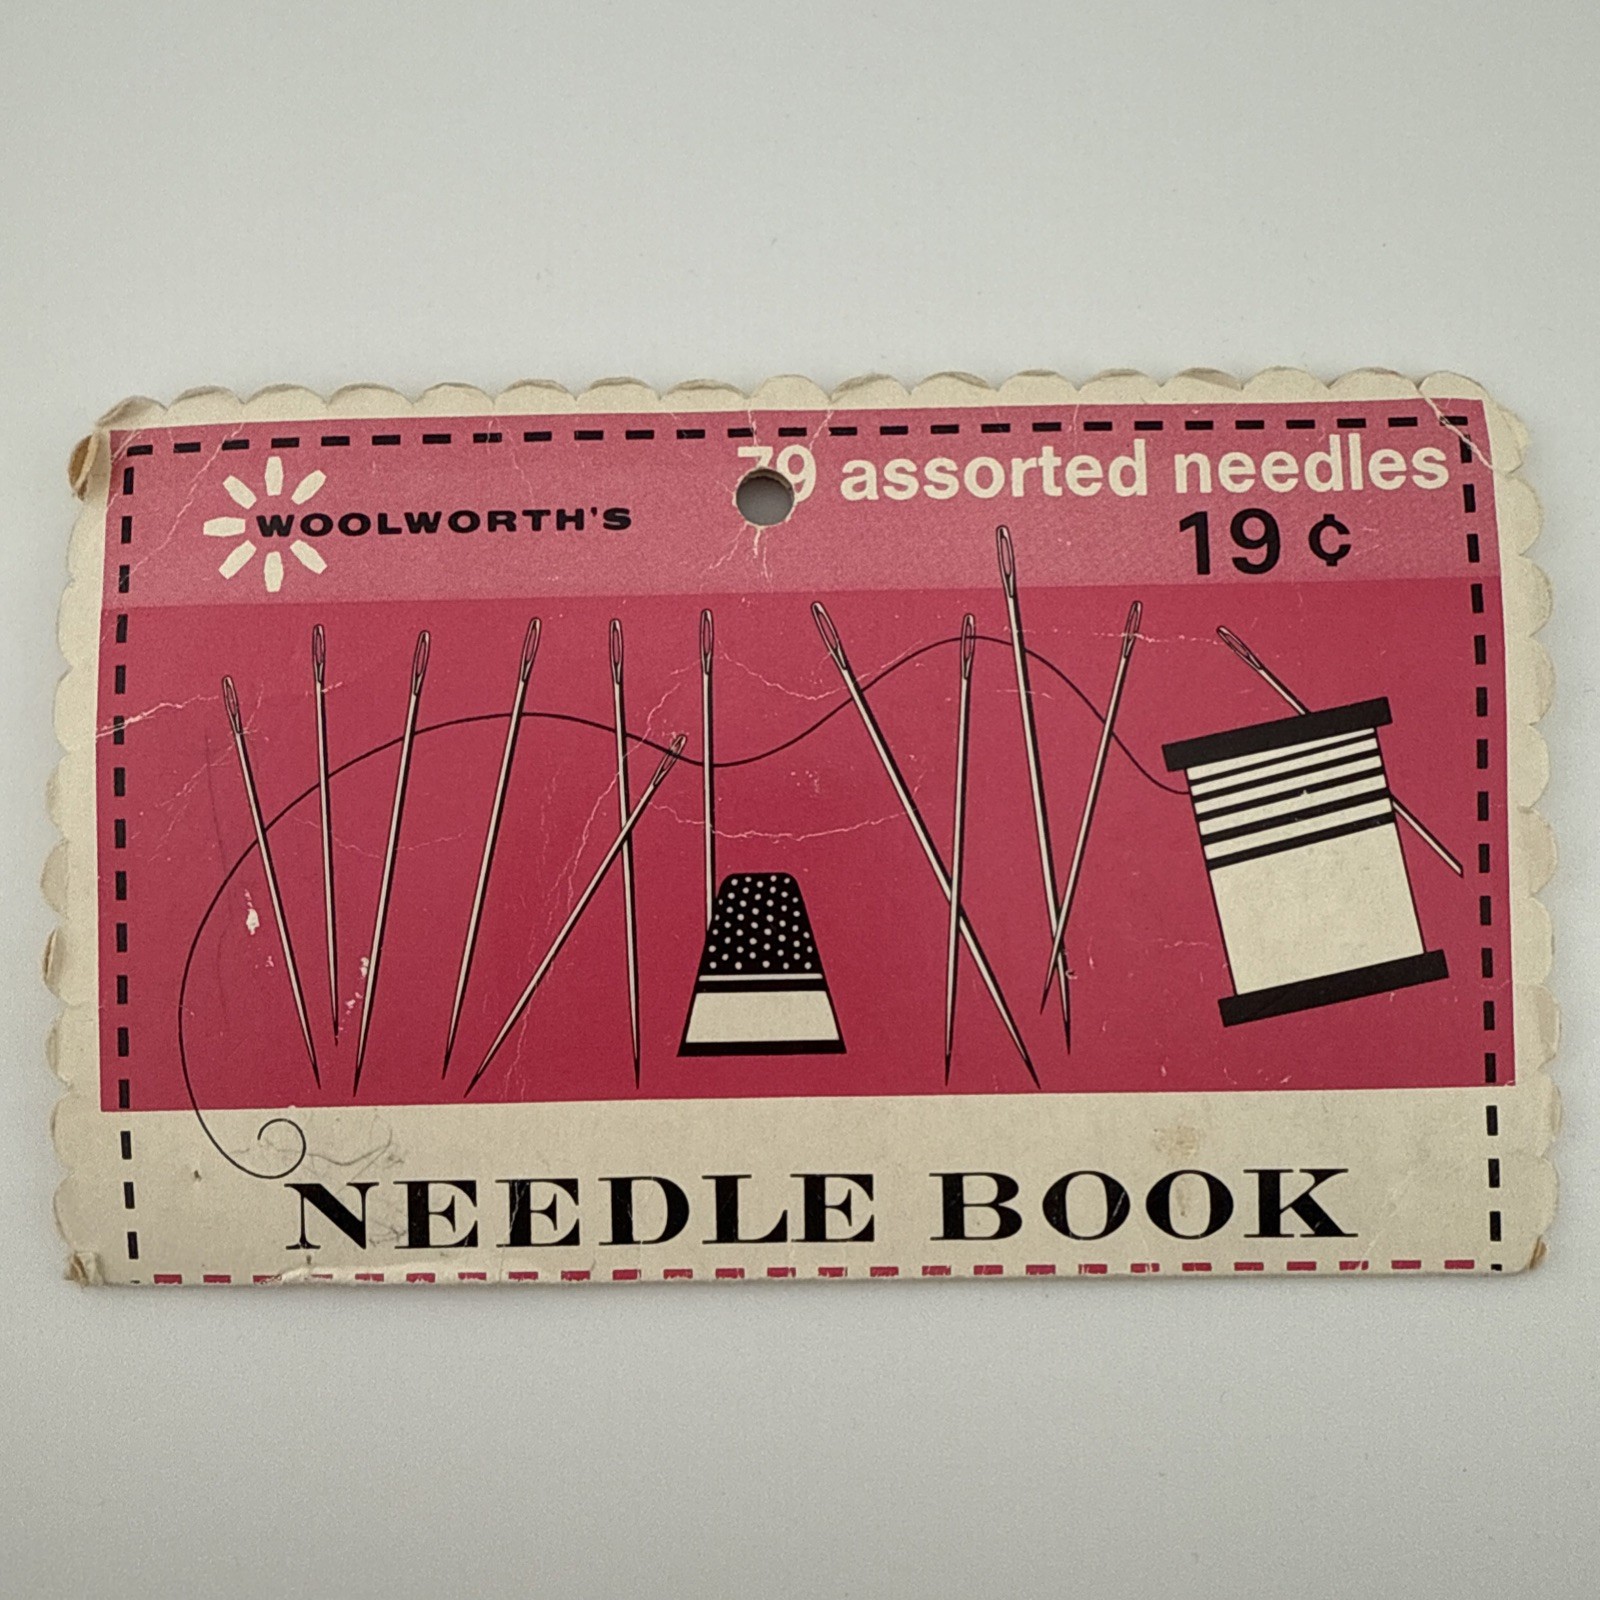 79 assorted needles
WOOLWORTH'S
19 ¢
NEEDLE BOOK